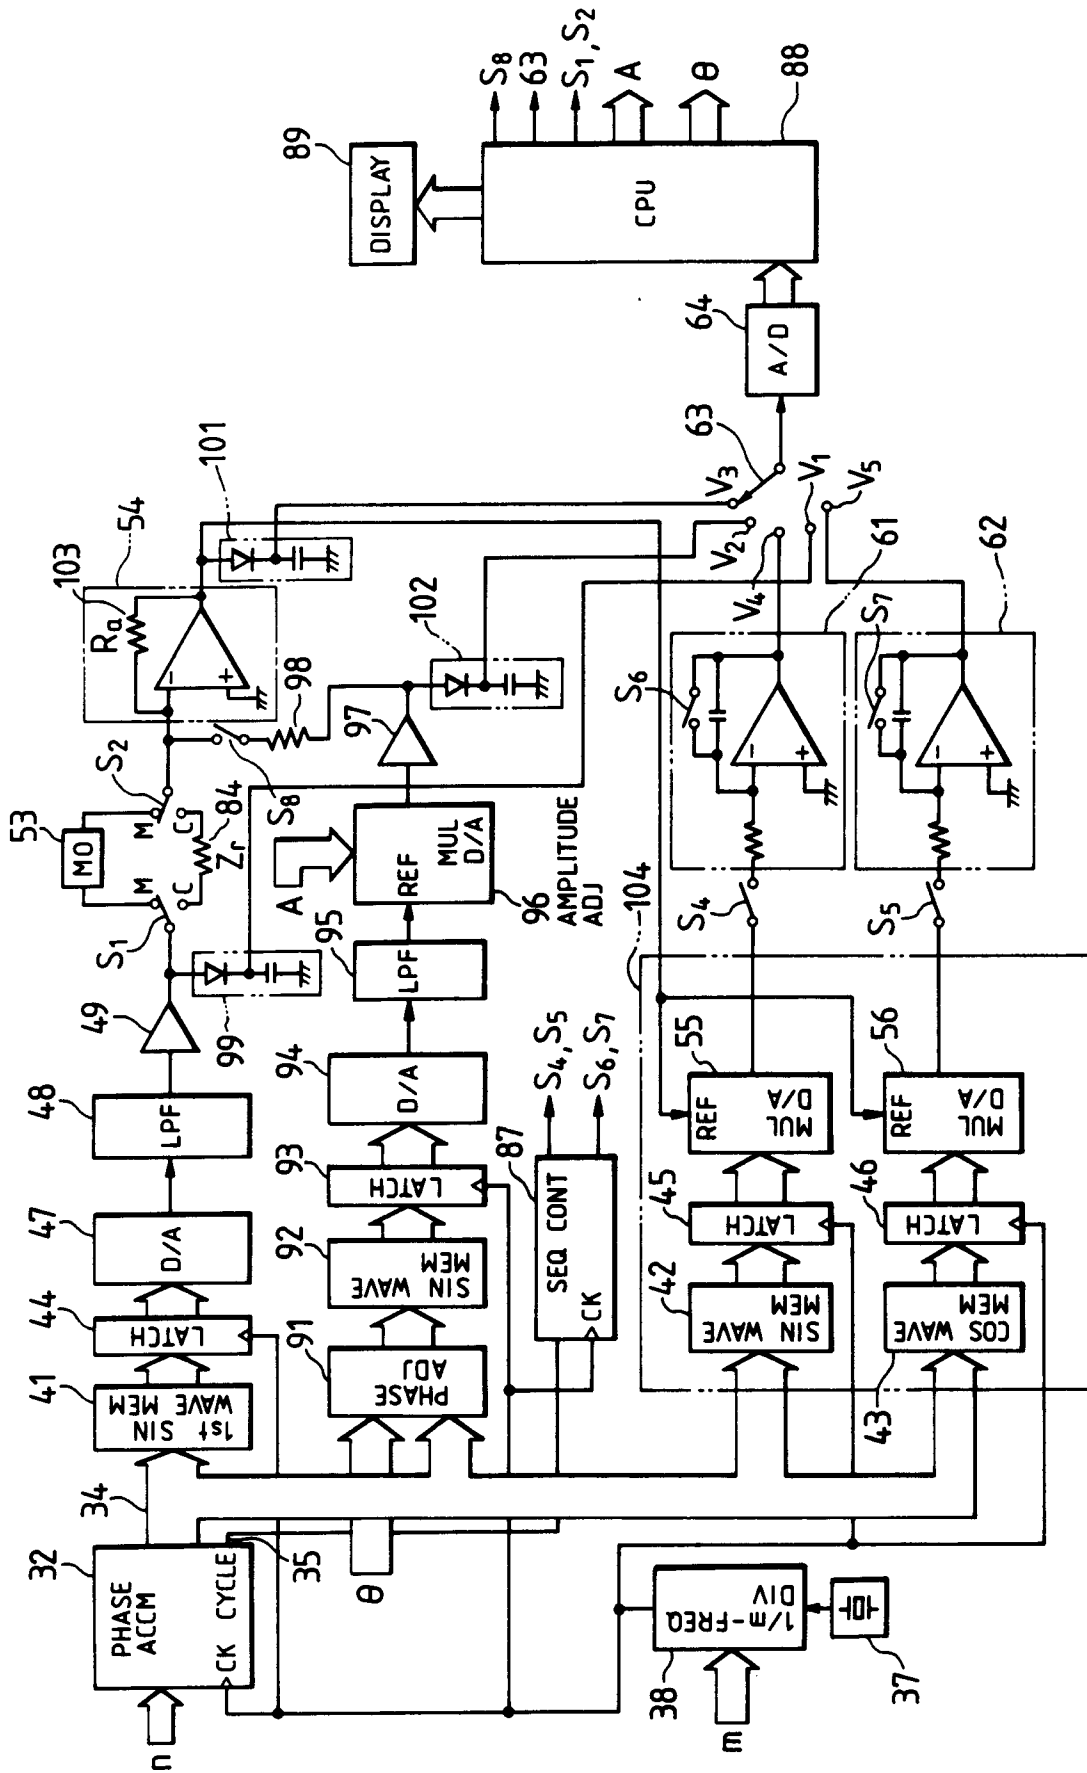 n
32
PHASE
ACCM
CK
CYCLE
34
35
θ
m
38
1/m-FREQ
DIV
37
41
1st SIN
WAVE MEM
44
LATCH
47
D/A
48
LPF
49
99
S1
M
C
53
MO
M
C
Zr
84
S2
S8
98
103
Ra
54
101
91
PHASE
ADJ
92
SIN WAVE
MEM
93
LATCH
94
D/A
95
LPF
A
REF
MUL
D/A
96
AMPLITUDE
ADJ
97
102
87
SEQ CONT
CK
S4, S5
S6, S7
42
SIN WAVE
MEM
45
LATCH
55
REF
MUL
D/A
104
43
COS WAVE
MEM
46
LATCH
56
REF
MUL
D/A
S4
S5
S6
61
S7
62
V3
V2
V4
V1
V5
63
64
A/D
CPU
88
89
DISPLAY
S8
63
S1, S2
A
θ